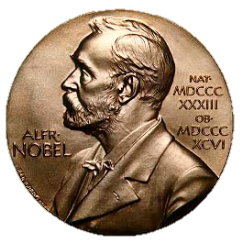 ALFR·
NOBEL
NAT·
MDCCC
XXXIII
OB·
MDCCC
XCVI